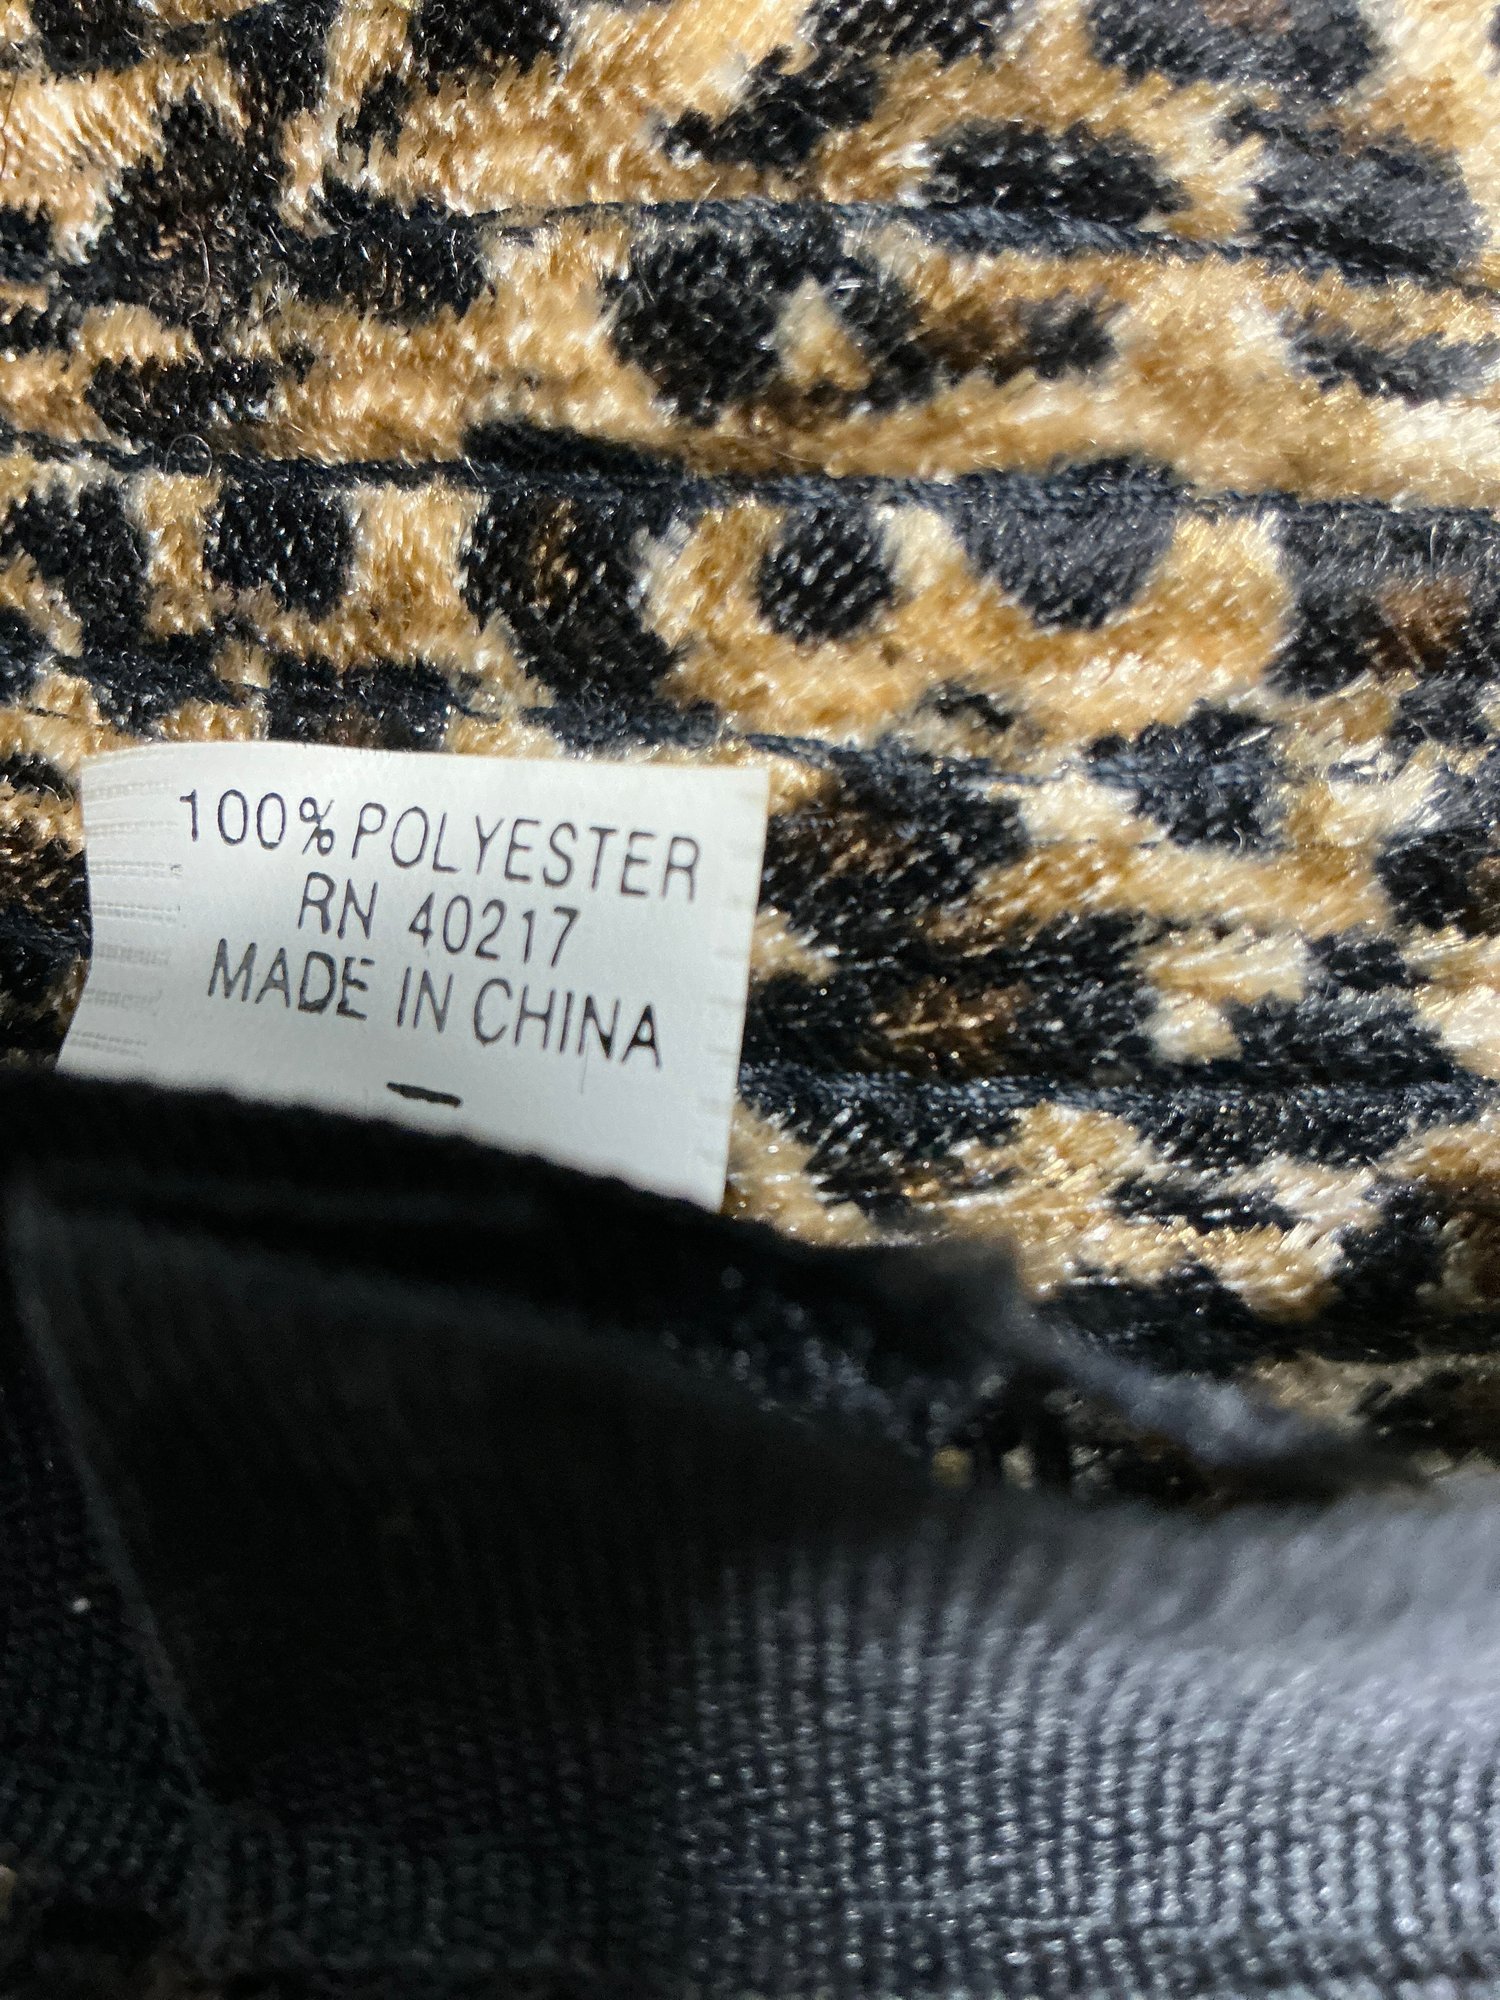 100% POLYESTER
RN 40217
MADE IN CHINA